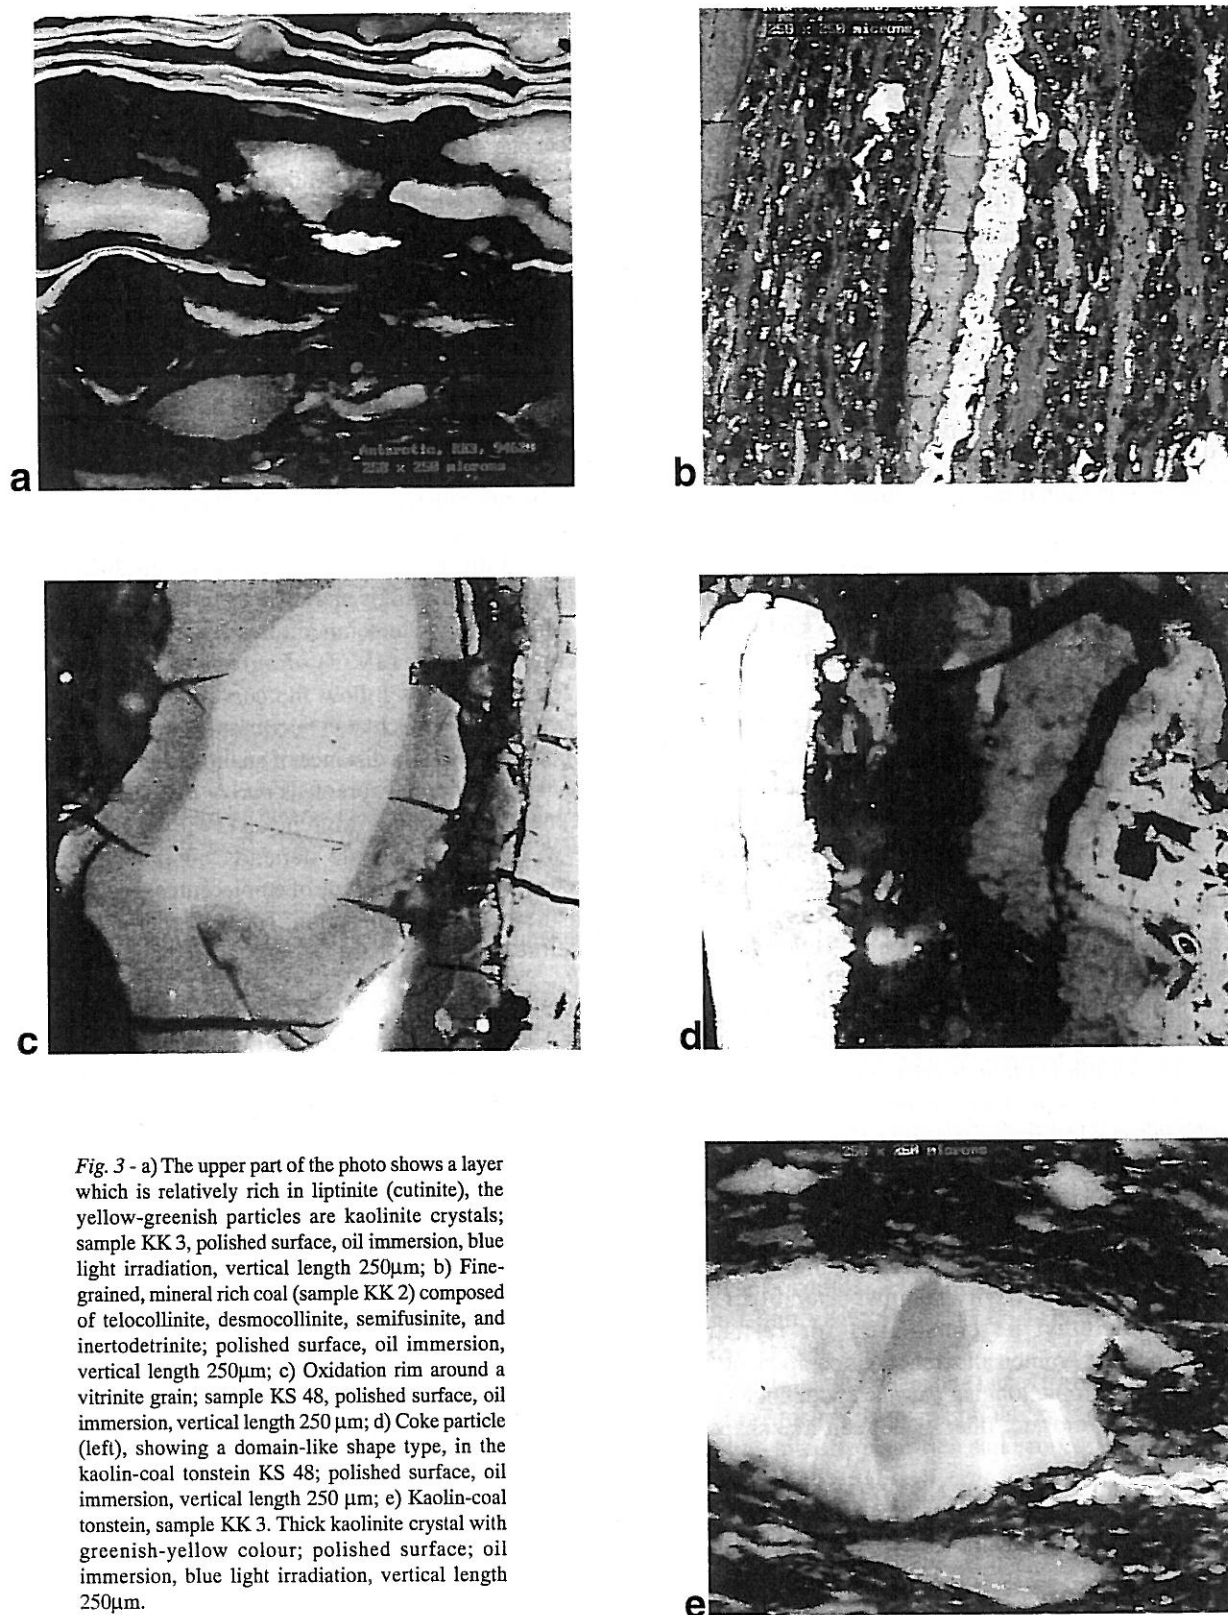 250 x 250 microns
a
Antarctic, KK3, 94624
250 x 250 microns
b
c
d
250 x 250 microns
e
Fig. 3 - a) The upper part of the photo shows a layer
which is relatively rich in liptinite (cutinite), the
yellow-greenish particles are kaolinite crystals;
sample KK 3, polished surface, oil immersion, blue
light irradiation, vertical length 250µm; b) Fine-
grained, mineral rich coal (sample KK 2) composed
of telocollinite, desmocollinite, semifusinite, and
inertodetrinite; polished surface, oil immersion,
vertical length 250µm; c) Oxidation rim around a
vitrinite grain; sample KS 48, polished surface, oil
immersion, vertical length 250 µm; d) Coke particle
(left), showing a domain-like shape type, in the
kaolin-coal tonstein KS 48; polished surface, oil
immersion, vertical length 250 µm; e) Kaolin-coal
tonstein, sample KK 3. Thick kaolinite crystal with
greenish-yellow colour; polished surface; oil
immersion, blue light irradiation, vertical length
250µm.